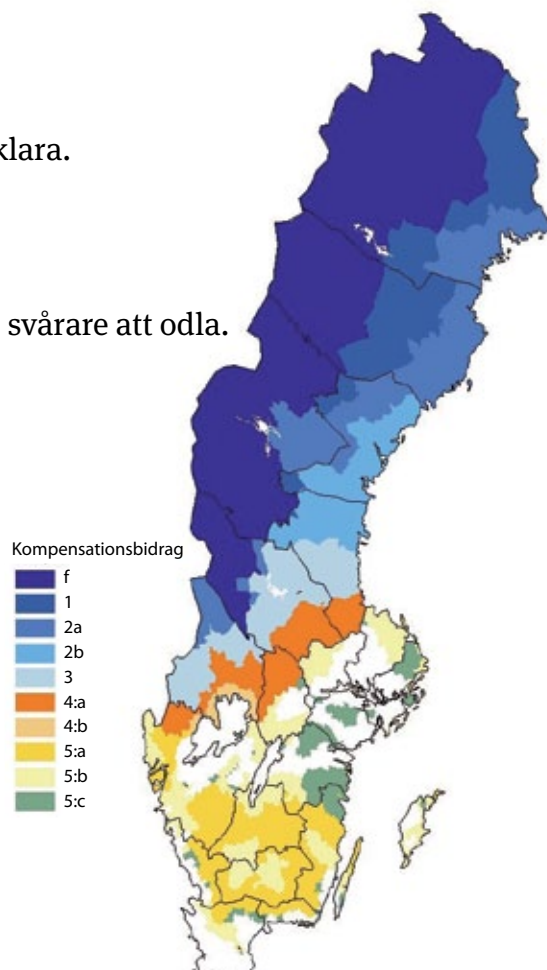 klara.
svårare att odla.
Kompensationsbidrag
f
1
2a
2b
3
4:a
4:b
5:a
5:b
5:c